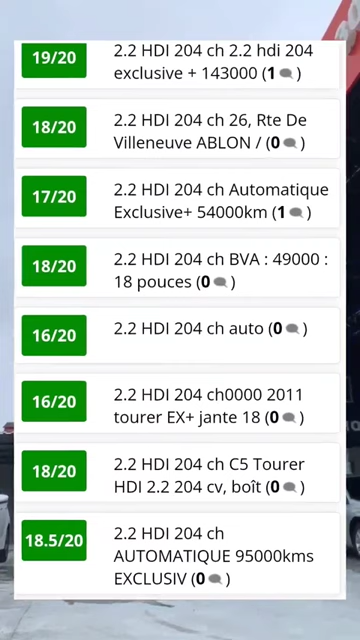 19/20
2.2 HDI 204 ch 2.2 hdi 204
exclusive + 143000 (1 )
18/20
2.2 HDI 204 ch 26, Rte De
Villeneuve ABLON / (0 )
17/20
2.2 HDI 204 ch Automatique
Exclusive+ 54000km (1 )
18/20
2.2 HDI 204 ch BVA : 49000 :
18 pouces (0 )
16/20
2.2 HDI 204 ch auto (0 )
16/20
2.2 HDI 204 ch0000 2011
tourer EX+ jante 18 (0 )
18/20
2.2 HDI 204 ch C5 Tourer
HDI 2.2 204 cv, boît (0 )
18.5/20
2.2 HDI 204 ch
AUTOMATIQUE 95000kms
EXCLUSIV (0 )